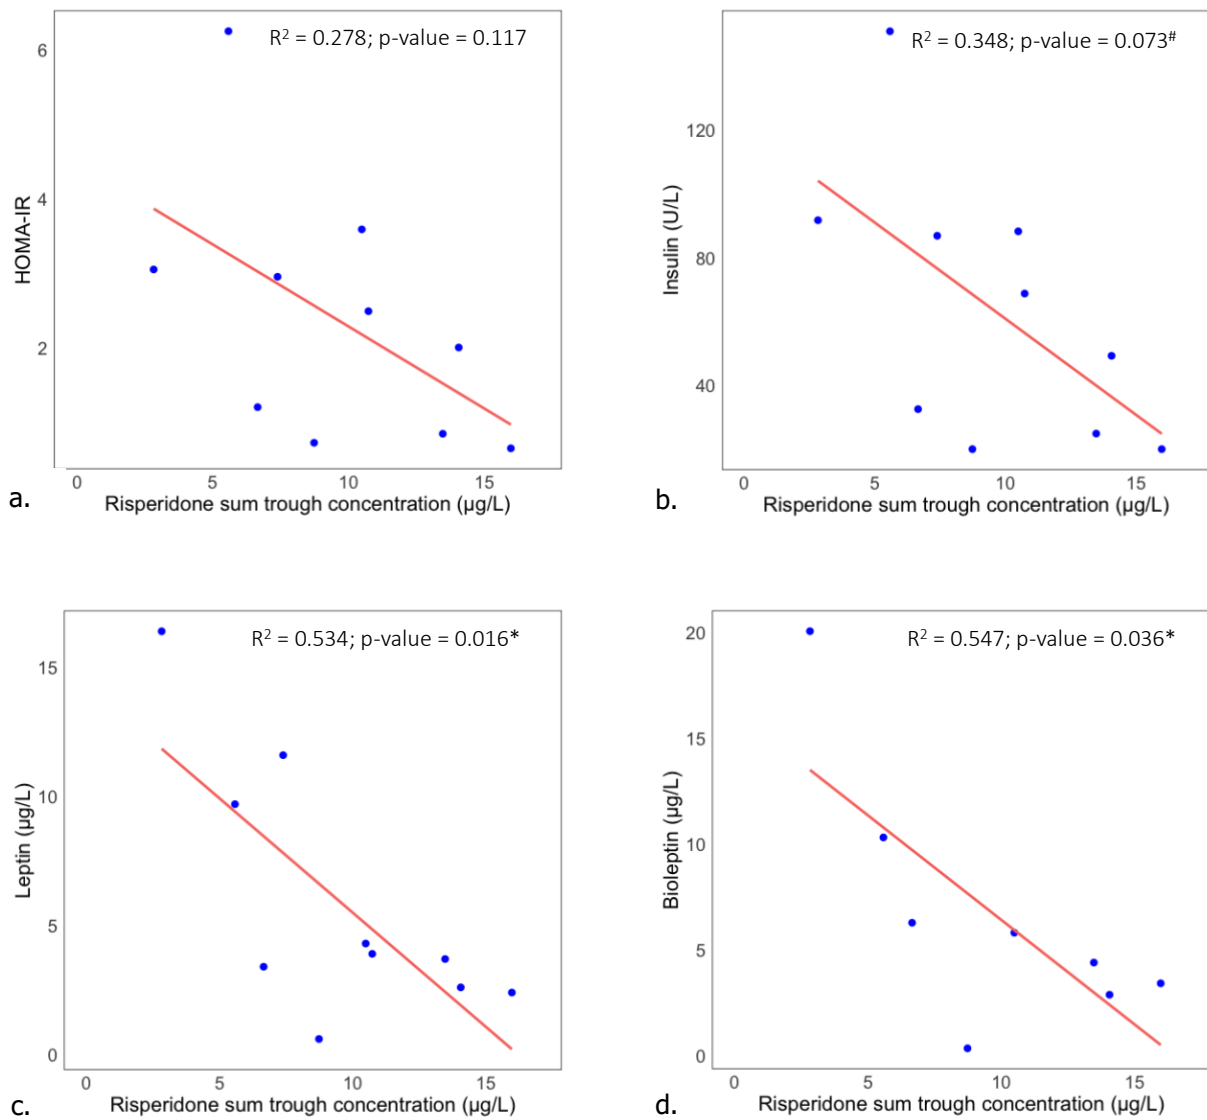 R² = 0.278; p-value = 0.117
6
4
2
HOMA-IR
0 5 10 15
Risperidone sum trough concentration (µg/L)
a.
R² = 0.348; p-value = 0.073#
120
80
40
Insulin (U/L)
0 5 10 15
Risperidone sum trough concentration (µg/L)
b.
R² = 0.534; p-value = 0.016*
15
10
5
0
Leptin (µg/L)
0 5 10 15
Risperidone sum trough concentration (µg/L)
c.
R² = 0.547; p-value = 0.036*
20
15
10
5
0
Bioleptin (µg/L)
0 5 10 15
Risperidone sum trough concentration (µg/L)
d.